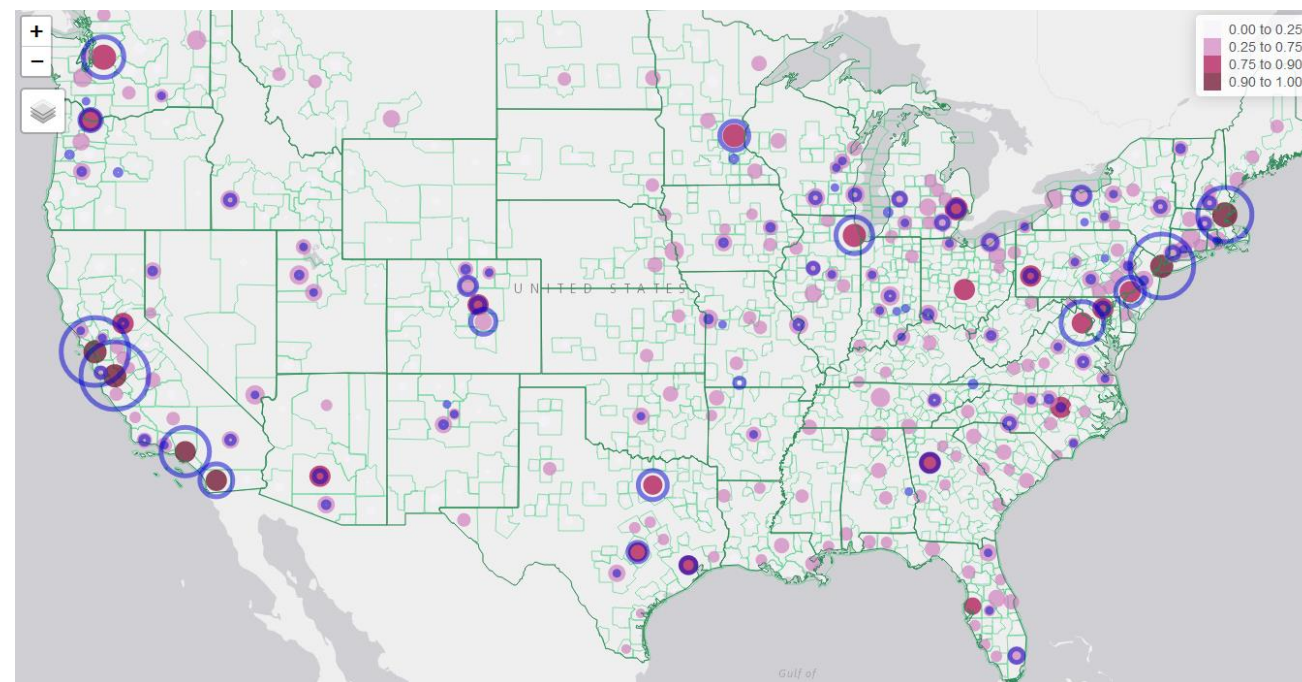 +
−
0.00 to 0.25
0.25 to 0.75
0.75 to 0.90
0.90 to 1.00
UNITED STATES
Gulf of